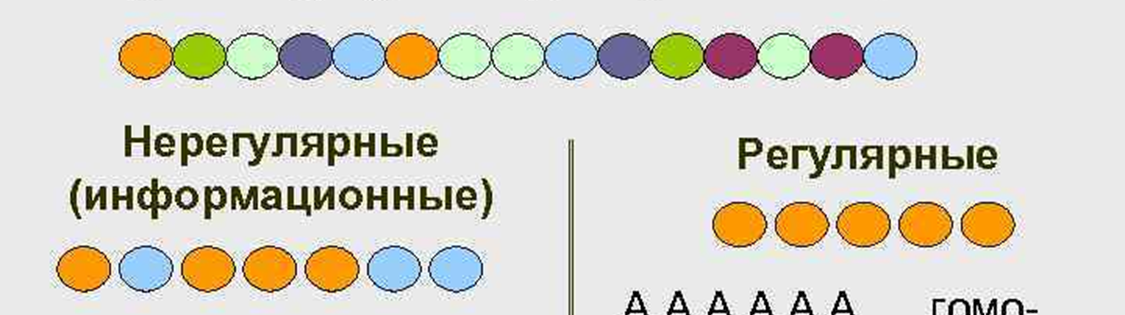 Нерегулярные
(информационные)
Регулярные
А А А А А А гомо-